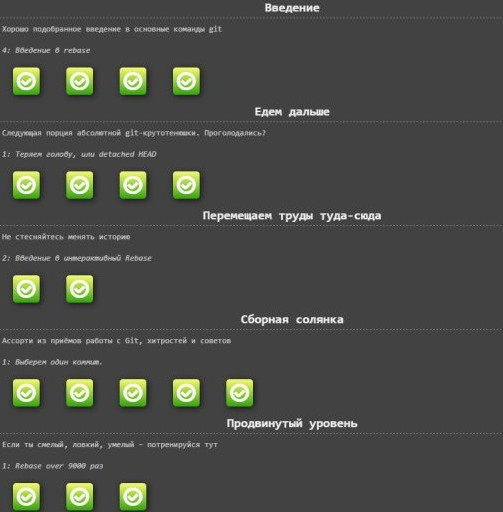 Введение
Хорошо подобранное введение в основные команды git
4: Введение в rebase
Едем дальше
Следующая порция абсолютной git-крутотенюшки. Проголодались?
1: Теряем голову, или detached HEAD
Перемещаем труды туда-сюда
Не стесняйтесь менять историю
2: Введение в интерактивный Rebase
Сборная солянка
Ассорти из приёмов работы с Git, хитростей и советов
1: Выберем один коммит.
Продвинутый уровень
Если ты смелый, ловкий, умелый – потренируйся тут
1: Rebase over 9000 раз